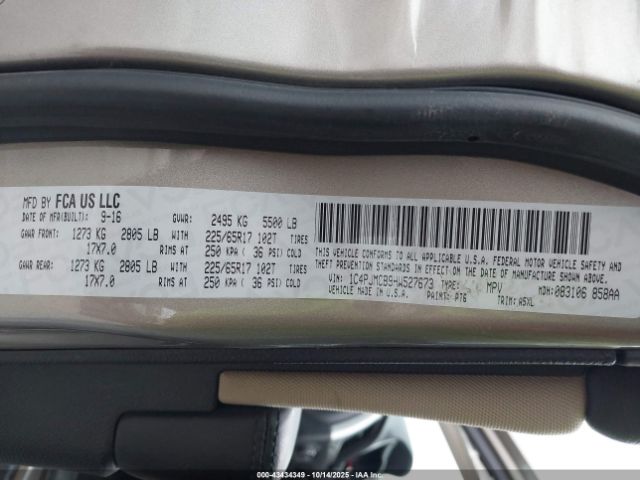 MFD BY FCA US LLC
DATE OF MFR(BUILT): 9-16 GVWR: 2495 KG 5500 LB
GAWR FRONT: 1273 KG 2805 LB WITH 225/65R17 102T TIRES
17X7.0 RIMS AT 250 KPA ( 36 PSI) COLD
GAWR REAR: 1273 KG 2805 LB WITH 225/65R17 102T TIRES
17X7.0 RIMS AT 250 KPA ( 36 PSI) COLD
THIS VEHICLE CONFORMS TO ALL APPLICABLE U.S.A. FEDERAL MOTOR VEHICLE SAFETY AND
THEFT PREVENTION STANDARDS IN EFFECT ON THE DATE OF MANUFACTURE SHOWN ABOVE.
VIN: 1C4PJMCB9HW527673 TYPE: MPV MDH: 083106 858AA
VEHICLE MADE IN U.S.A. PAINT: P76 TRIM: A5XL
000-43434349 10/14/2025 IAA Inc. | IAAI.COM